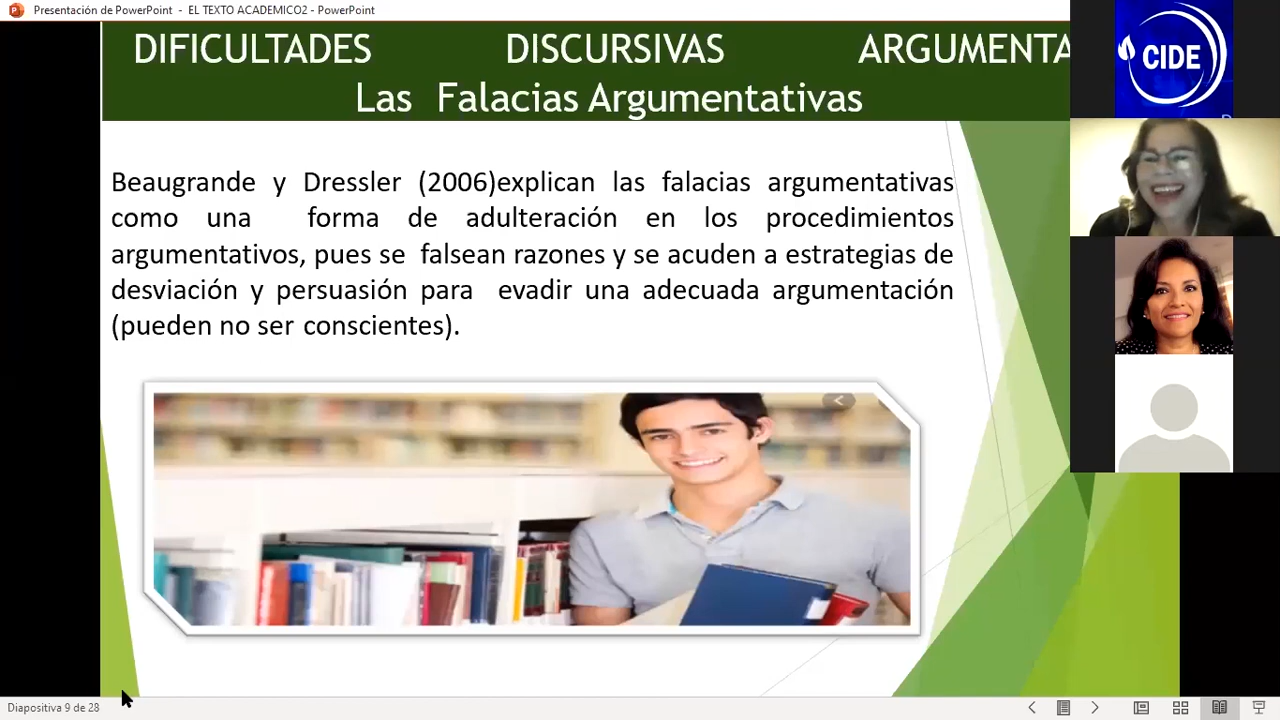 Presentación de PowerPoint - EL TEXTO ACADEMICO2 - PowerPoint
DIFICULTADES DISCURSIVAS ARGUMENTA
Las Falacias Argumentativas
CIDE
Beaugrande y Dressler (2006)explican las falacias argumentativas
como una forma de adulteración en los procedimientos
argumentativos, pues se falsean razones y se acuden a estrategias de
desviación y persuasión para evadir una adecuada argumentación
(pueden no ser conscientes).
Diapositiva 9 de 28